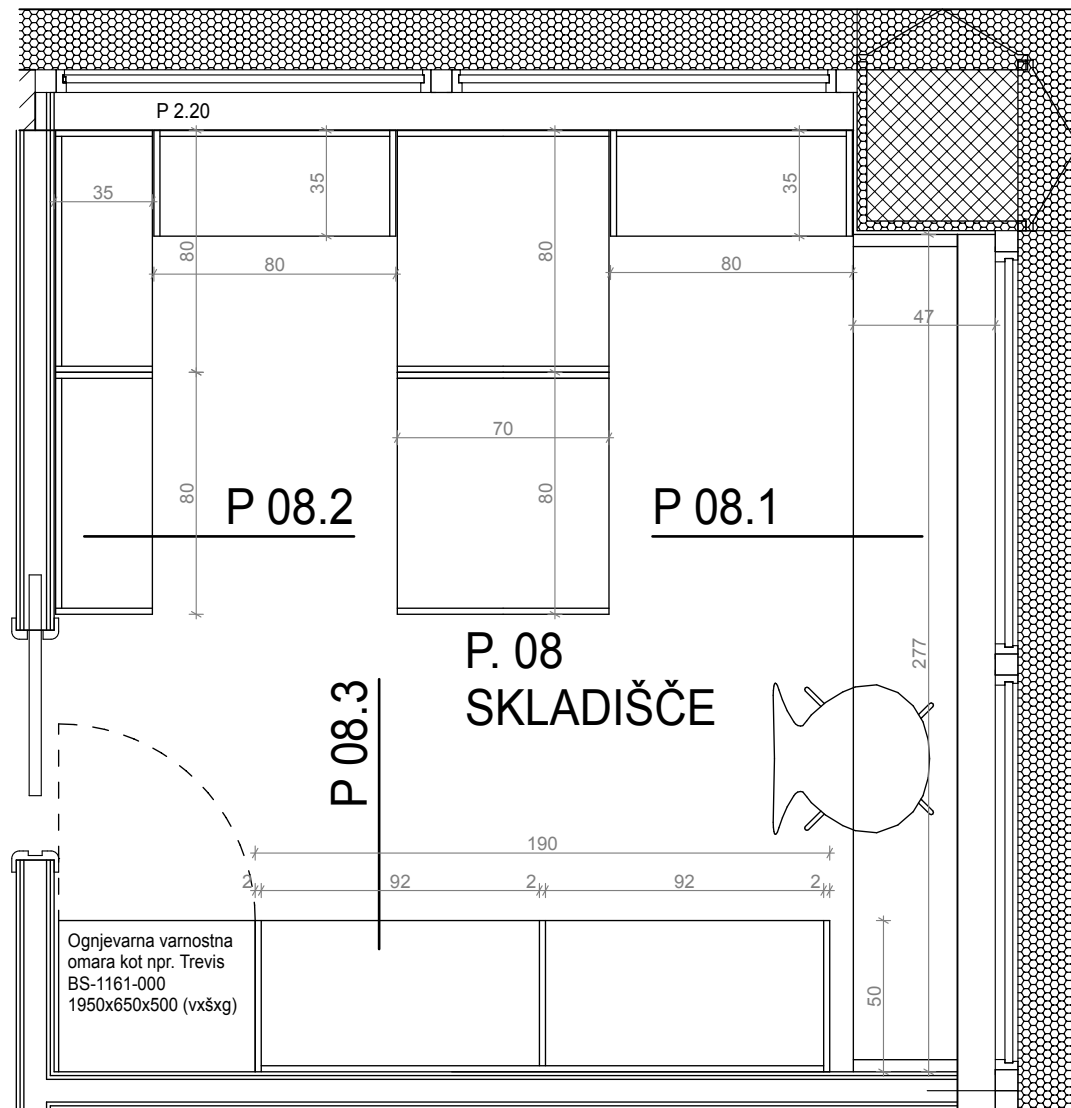 P 2.20
35
35
35
80
80
80
80
47
70
80
80
P 08.2
P 08.1
P. 08
SKLADIŠČE
277
P 08.3
190
2
92
2
92
2
Ognjevarna varnostna
omara kot npr. Trevis
BS-1161-000
1950x650x500 (vxšxg)
50